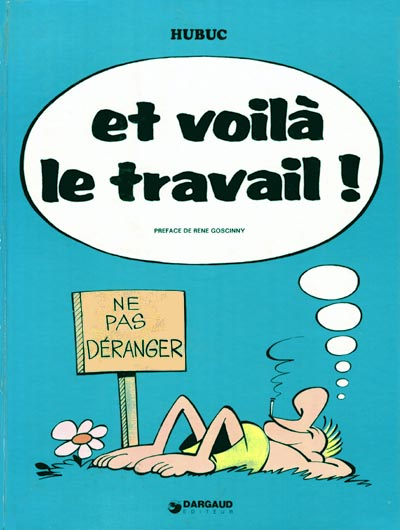 HUBUC
et voilà
le travail !
PREFACE DE RENE GOSCINNY
NE
PAS
DÉRANGER
DARGAUD
EDITEUR